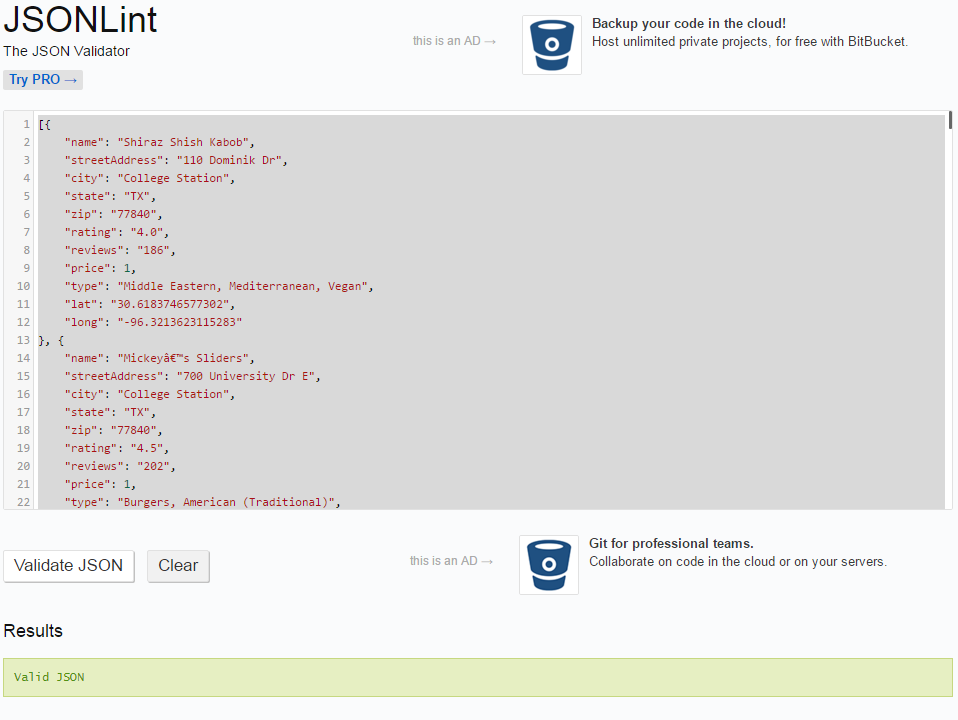 JSONLint
The JSON Validator
Try PRO →
this is an AD →
Backup your code in the cloud!
Host unlimited private projects, for free with BitBucket.
1 [{
2 "name": "Shiraz Shish Kabob",
3 "streetAddress": "110 Dominik Dr",
4 "city": "College Station",
5 "state": "TX",
6 "zip": "77840",
7 "rating": "4.0",
8 "reviews": "186",
9 "price": 1,
10 "type": "Middle Eastern, Mediterranean, Vegan",
11 "lat": "30.6183746577302",
12 "long": "-96.3213623115283"
13 }, {
14 "name": "Mickeyâ€™s Sliders",
15 "streetAddress": "700 University Dr E",
16 "city": "College Station",
17 "state": "TX",
18 "zip": "77840",
19 "rating": "4.5",
20 "reviews": "202",
21 "price": 1,
22 "type": "Burgers, American (Traditional)",
Validate JSON
Clear
this is an AD →
Git for professional teams.
Collaborate on code in the cloud or on your servers.
Results
Valid JSON